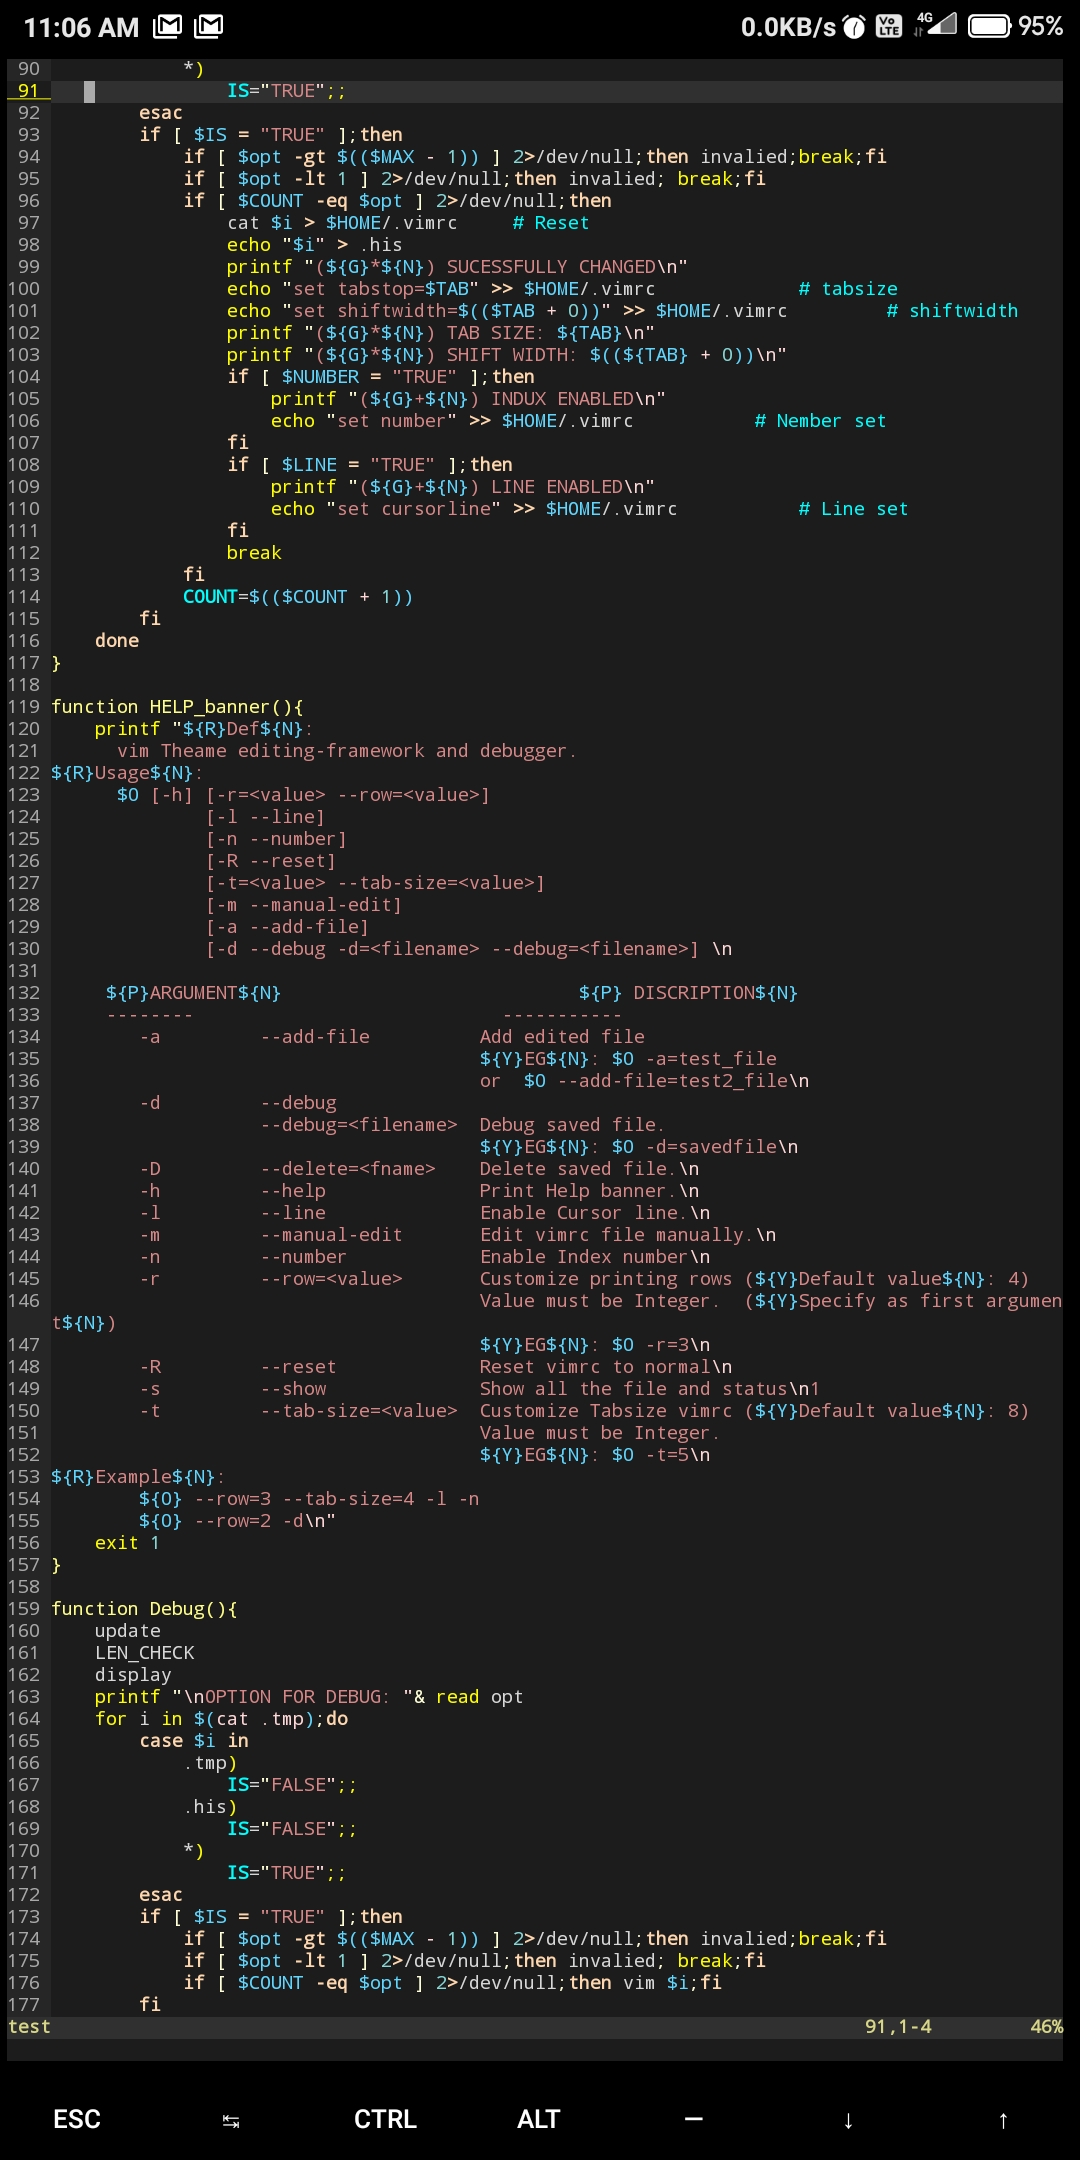 11:06 AM 0.0KB/s Vo LTE 4G 95%
90             *)
91                 IS="TRUE";;
92         esac
93         if [ $IS = "TRUE" ];then
94             if [ $opt -gt $(($MAX - 1)) ] 2>/dev/null;then invalied;break;fi
95             if [ $opt -lt 1 ] 2>/dev/null;then invalied; break;fi
96             if [ $COUNT -eq $opt ] 2>/dev/null;then
97                 cat $i > $HOME/.vimrc     # Reset
98                 echo "$i" > .his
99                 printf "(${G}*${N}) SUCESSFULLY CHANGED\n"
100                 echo "set tabstop=$TAB" >> $HOME/.vimrc             # tabsize
101                 echo "set shiftwidth=$(($TAB + 0))" >> $HOME/.vimrc         # shiftwidth
102                 printf "(${G}*${N}) TAB SIZE: ${TAB}\n"
103                 printf "(${G}*${N}) SHIFT WIDTH: $((${TAB} + 0))\n"
104                 if [ $NUMBER = "TRUE" ];then
105                     printf "(${G}+${N}) INDUX ENABLED\n"
106                     echo "set number" >> $HOME/.vimrc           # Nember set
107                 fi
108                 if [ $LINE = "TRUE" ];then
109                     printf "(${G}+${N}) LINE ENABLED\n"
110                     echo "set cursorline" >> $HOME/.vimrc           # Line set
111                 fi
112                 break
113             fi
114             COUNT=$(($COUNT + 1))
115         fi
116     done
117 }
118
119 function HELP_banner(){
120     printf "${R}Def${N}:
121       vim Theame editing-framework and debugger.
122 ${R}Usage${N}:
123       $0 [-h] [-r=<value> --row=<value>]
124               [-l --line]
125               [-n --number]
126               [-R --reset]
127               [-t=<value> --tab-size=<value>]
128               [-m --manual-edit]
129               [-a --add-file]
130               [-d --debug -d=<filename> --debug=<filename>] \n
131
132      ${P}ARGUMENT${N}                           ${P} DISCRIPTION${N}
133      --------                            -----------
134         -a         --add-file          Add edited file
135                                        ${Y}EG${N}: $0 -a=test_file
136                                        or  $0 --add-file=test2_file\n
137         -d         --debug
138                    --debug=<filename>  Debug saved file.
139                                        ${Y}EG${N}: $0 -d=savedfile\n
140         -D         --delete=<fname>    Delete saved file.\n
141         -h         --help              Print Help banner.\n
142         -l         --line              Enable Cursor line.\n
143         -m         --manual-edit       Edit vimrc file manually.\n
144         -n         --number            Enable Index number\n
145         -r         --row=<value>       Customize printing rows (${Y}Default value${N}: 4)
146                                        Value must be Integer.  (${Y}Specify as first argumen
t${N})
147                                        ${Y}EG${N}: $0 -r=3\n
148         -R         --reset             Reset vimrc to normal\n
149         -s         --show              Show all the file and status\n1
150         -t         --tab-size=<value>  Customize Tabsize vimrc (${Y}Default value${N}: 8)
151                                        Value must be Integer.
152                                        ${Y}EG${N}: $0 -t=5\n
153 ${R}Example${N}:
154         ${0} --row=3 --tab-size=4 -l -n
155         ${0} --row=2 -d\n"
156     exit 1
157 }
158
159 function Debug(){
160     update
161     LEN_CHECK
162     display
163     printf "\nOPTION FOR DEBUG: "& read opt
164     for i in $(cat .tmp);do
165         case $i in
166             .tmp)
167                 IS="FALSE";;
168             .his)
169                 IS="FALSE";;
170             *)
171                 IS="TRUE";;
172         esac
173         if [ $IS = "TRUE" ];then
174             if [ $opt -gt $(($MAX - 1)) ] 2>/dev/null;then invalied;break;fi
175             if [ $opt -lt 1 ] 2>/dev/null;then invalied; break;fi
176             if [ $COUNT -eq $opt ] 2>/dev/null;then vim $i;fi
177         fi
test 91,1-4 46%
ESC ↹ CTRL ALT — ↓ ↑